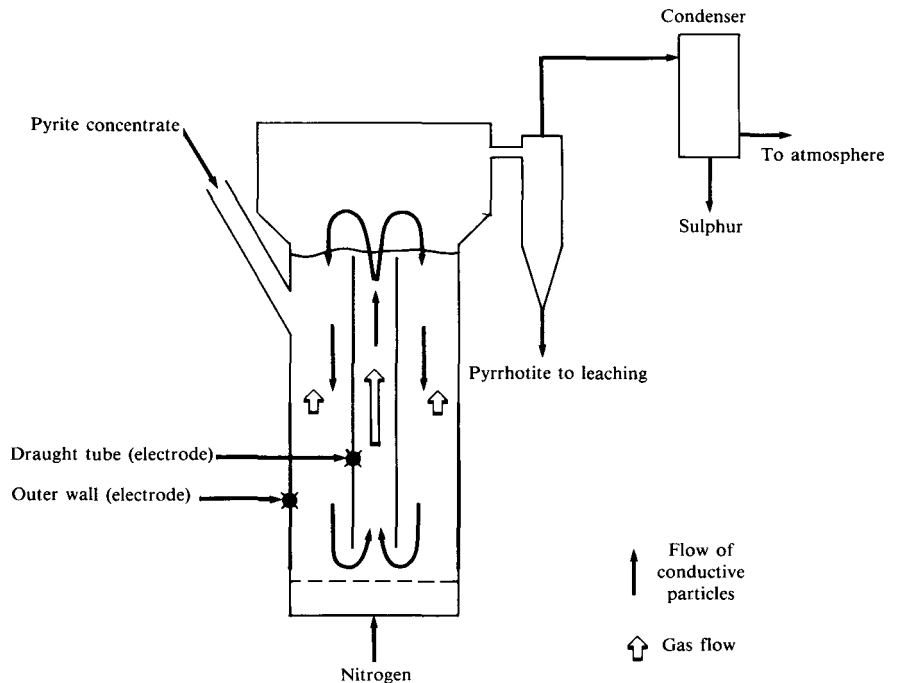 Condenser
Pyrite concentrate
To atmosphere
Sulphur
Pyrrhotite to leaching
Draught tube (electrode)
Outer wall (electrode)
Flow of
conductive
particles
Gas flow
Nitrogen